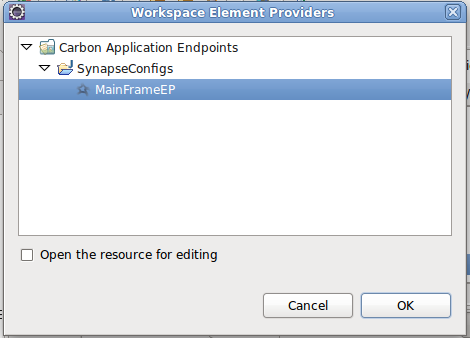 Workspace Element Providers
Carbon Application Endpoints
SynapseConfigs
MainFrameEP
Open the resource for editing
Cancel OK